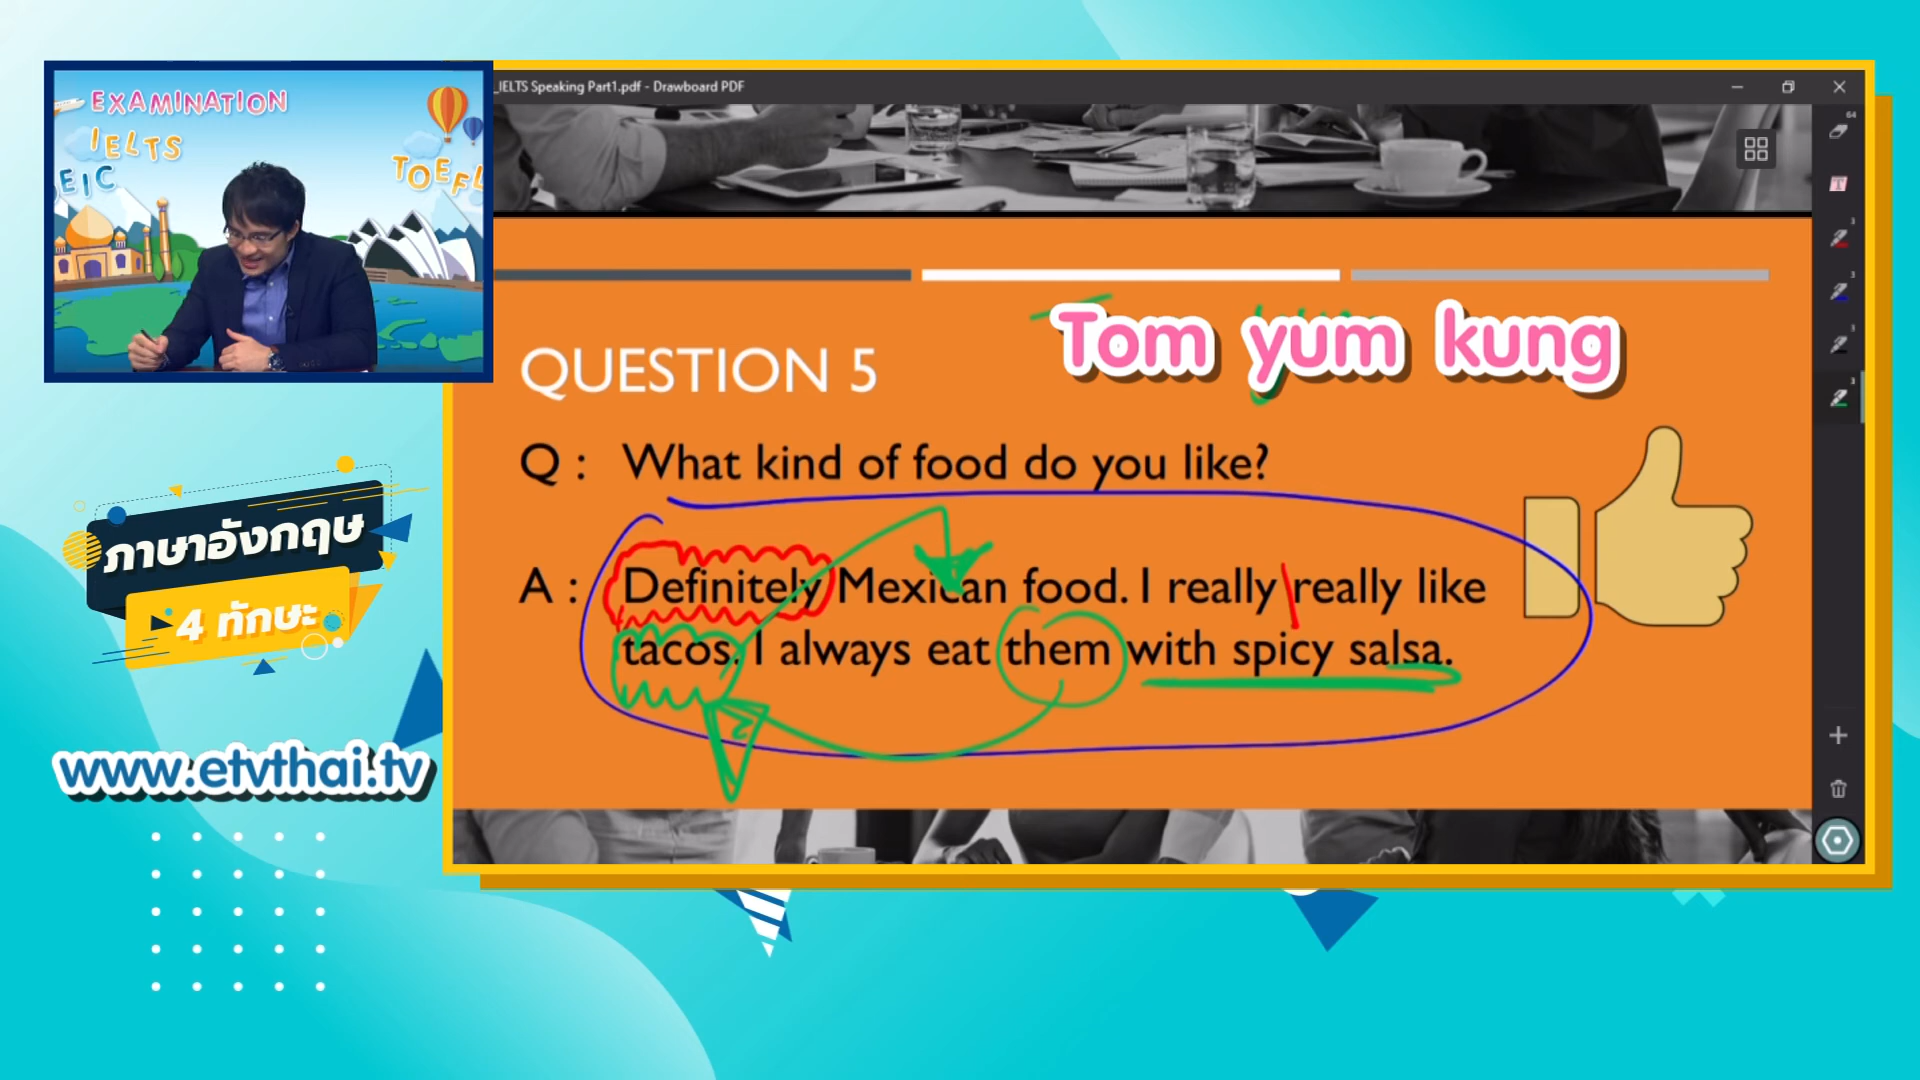 _IELTS Speaking Part1.pdf - Drawboard PDF
EXAMINATION
IELTS
EIC
TOEFL
Tom yum kung
QUESTION 5
Q : What kind of food do you like?
A : Definitely Mexican food. I really really like
tacos. I always eat them with spicy salsa.
ภาษาอังกฤษ
4 ทักษะ
www.etvthai.tv